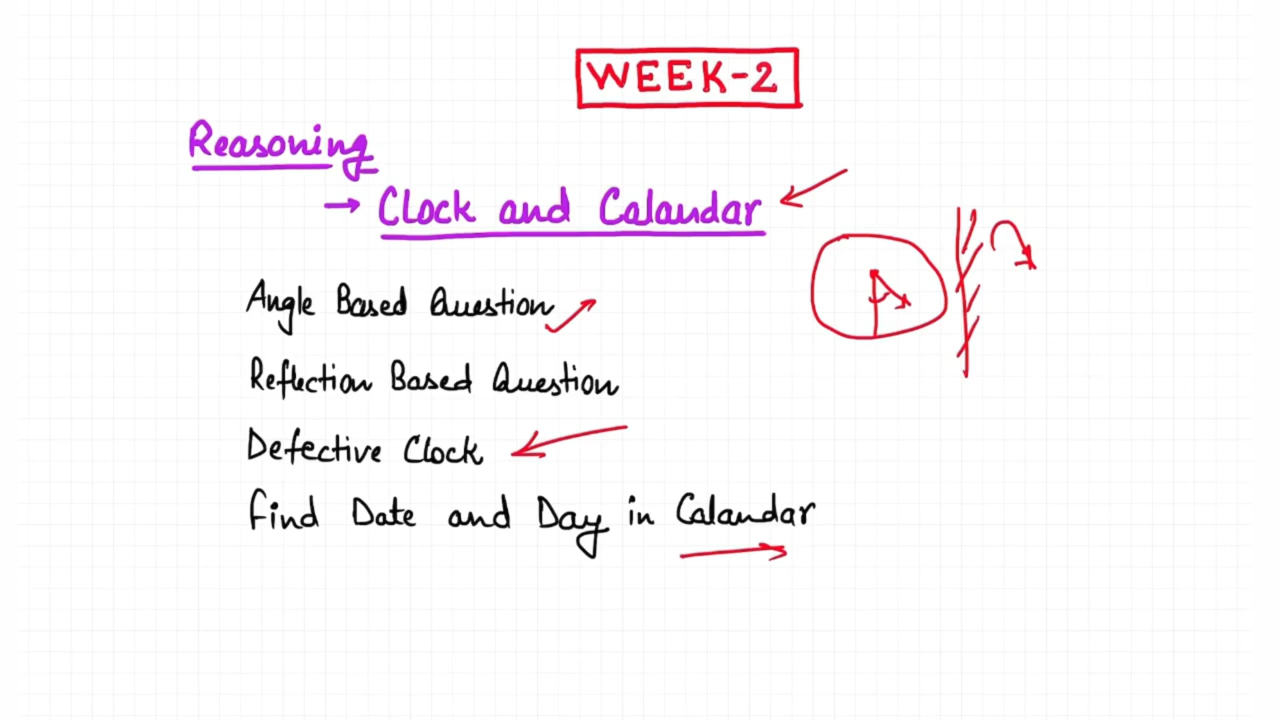 WEEK-2
Reasoning
→ Clock and Calandar
Angle Based Question
Reflection Based Question
Defective Clock
Find Date and Day in Calandar